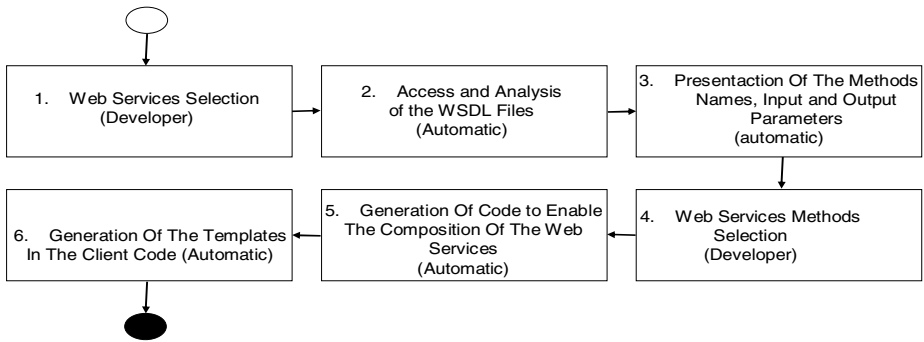 1. Web Services Selection
(Developer)
2. Access and Analysis
of the WSDL Files
(Automatic)
3. Presentaction Of The Methods
Names, Input and Output
Parameters
(automatic)
4. Web Services Methods
Selection
(Developer)
5. Generation Of Code to Enable
The Composition Of The Web
Services
(Automatic)
6. Generation Of The Templates
In The Client Code (Automatic)